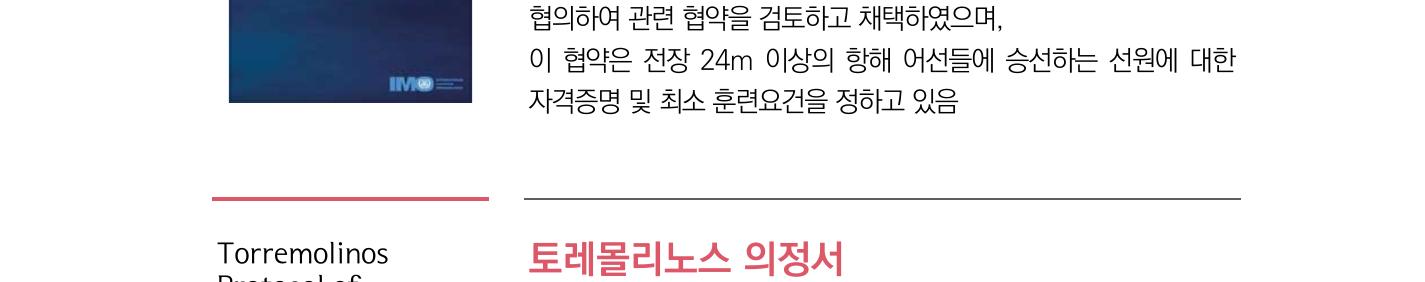 협의하여 관련 협약을 검토하고 채택하였으며,
이 협약은 전장 24m 이상의 항해 어선들에 승선하는 선원에 대한
자격증명 및 최소 훈련요건을 정하고 있음
IMO
Torremolinos
Protocol of
토레몰리노스 의정서